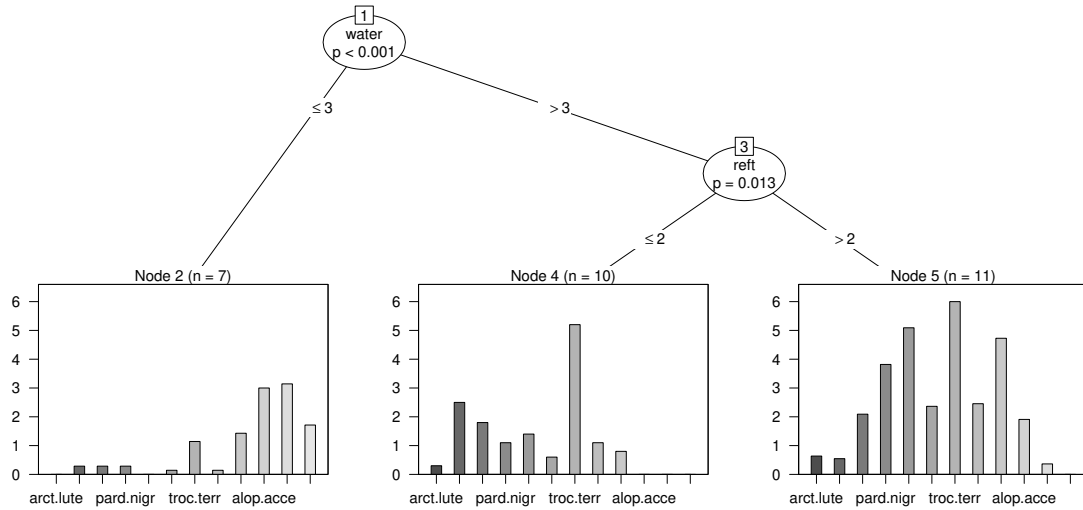 1
water
p < 0.001
≤ 3
> 3
3
reft
p = 0.013
≤ 2
> 2
Node 2 (n = 7)
6
5
4
3
2
1
0
arct.lute pard.nigr troc.terr alop.acce
Node 4 (n = 10)
6
5
4
3
2
1
0
arct.lute pard.nigr troc.terr alop.acce
Node 5 (n = 11)
6
5
4
3
2
1
0
arct.lute pard.nigr troc.terr alop.acce